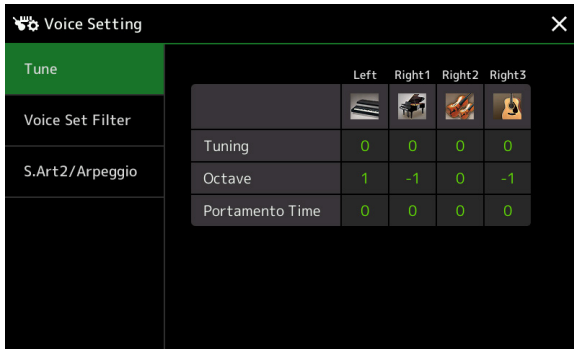 Voice Setting
Tune
Voice Set Filter
S.Art2/Arpeggio
Left Right1 Right2 Right3
Tuning 0 0 0 0
Octave 1 -1 0 -1
Portamento Time 0 0 0 0